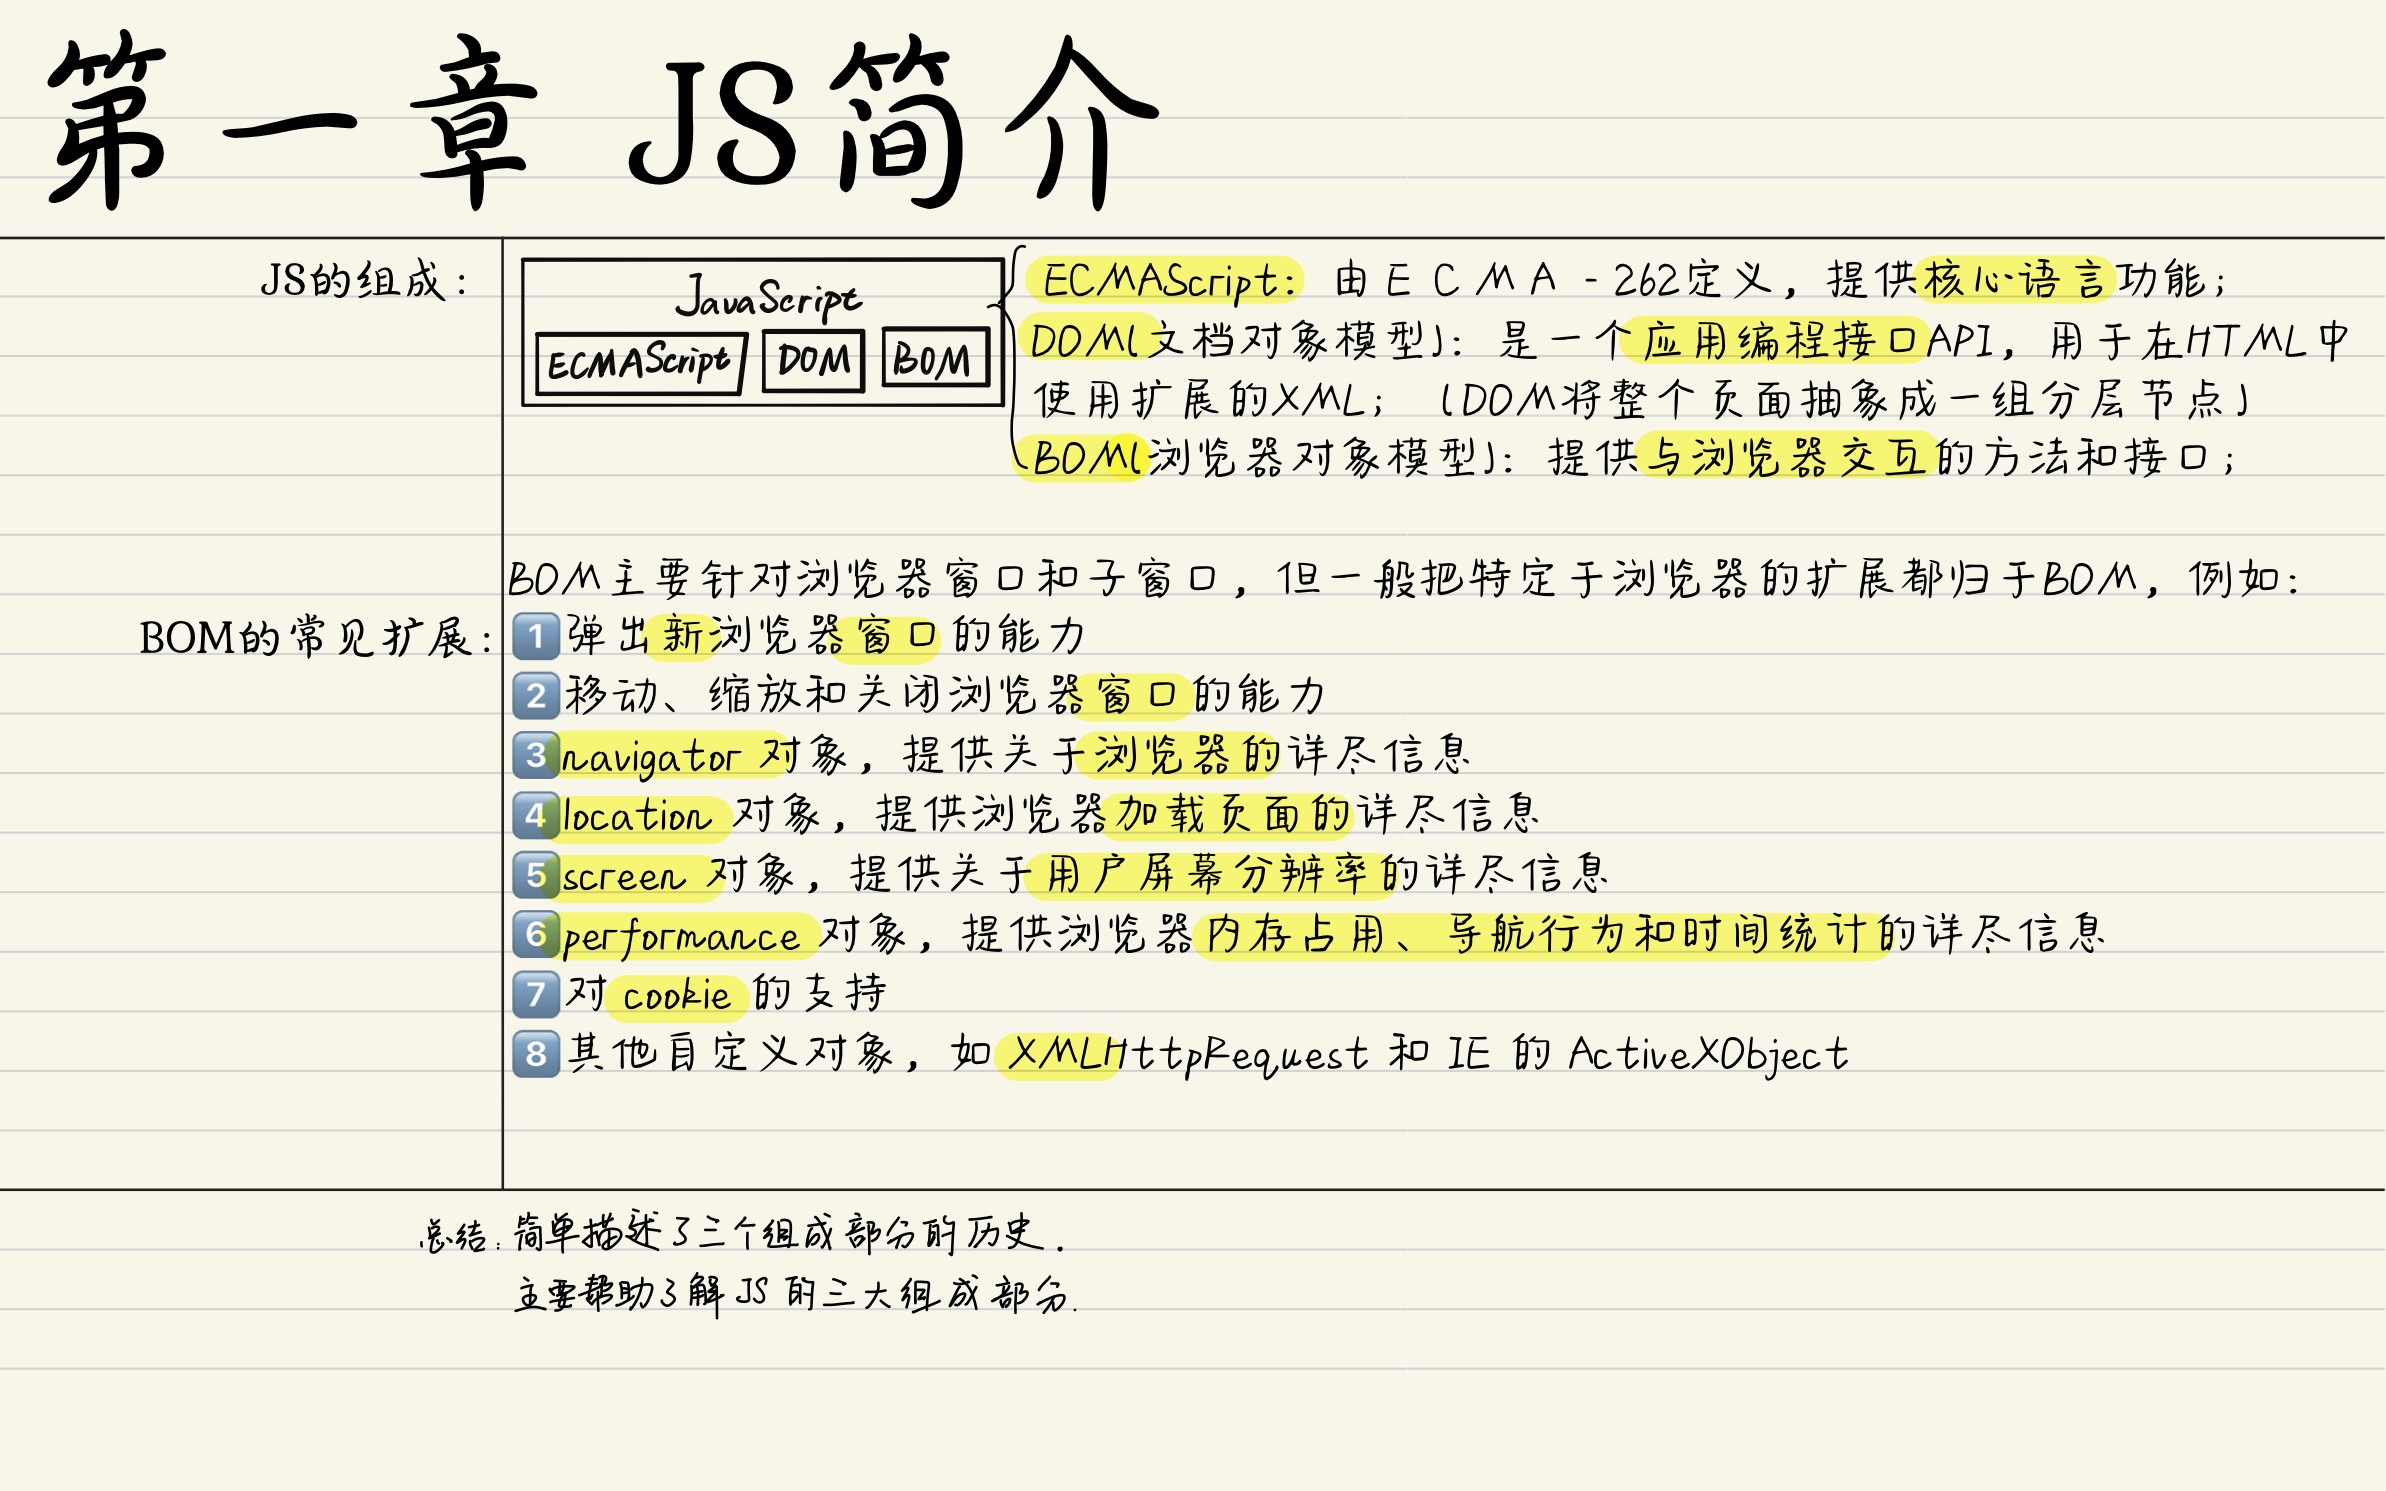 第一章 JS简介
JS的组成：
JavaScript
ECMAScript DOM BOM
ECMAScript: 由ECMA-262定义，提供核心语言功能；
DOM(文档对象模型)：是一个应用编程接口API，用于在HTML中
使用扩展的XML；（DOM将整个页面抽象成一组分层节点）
BOM(浏览器对象模型)：提供与浏览器交互的方法和接口；
BOM主要针对浏览器窗口和子窗口，但一般把特定于浏览器的扩展都归于BOM，例如：
BOM的常见扩展：
1 弹出新浏览器窗口的能力
2 移动、缩放和关闭浏览器窗口的能力
3 navigator 对象，提供关于浏览器的详尽信息
4 location 对象，提供浏览器加载页面的详尽信息
5 screen 对象，提供关于用户屏幕分辨率的详尽信息
6 performance 对象，提供浏览器内存占用、导航行为和时间统计的详尽信息
7 对 cookie 的支持
8 其他自定义对象，如 XMLHttpRequest 和 IE 的 ActiveXObject
总结：简单描述了三个组成部分的历史.
主要帮助了解JS的三大组成部分.